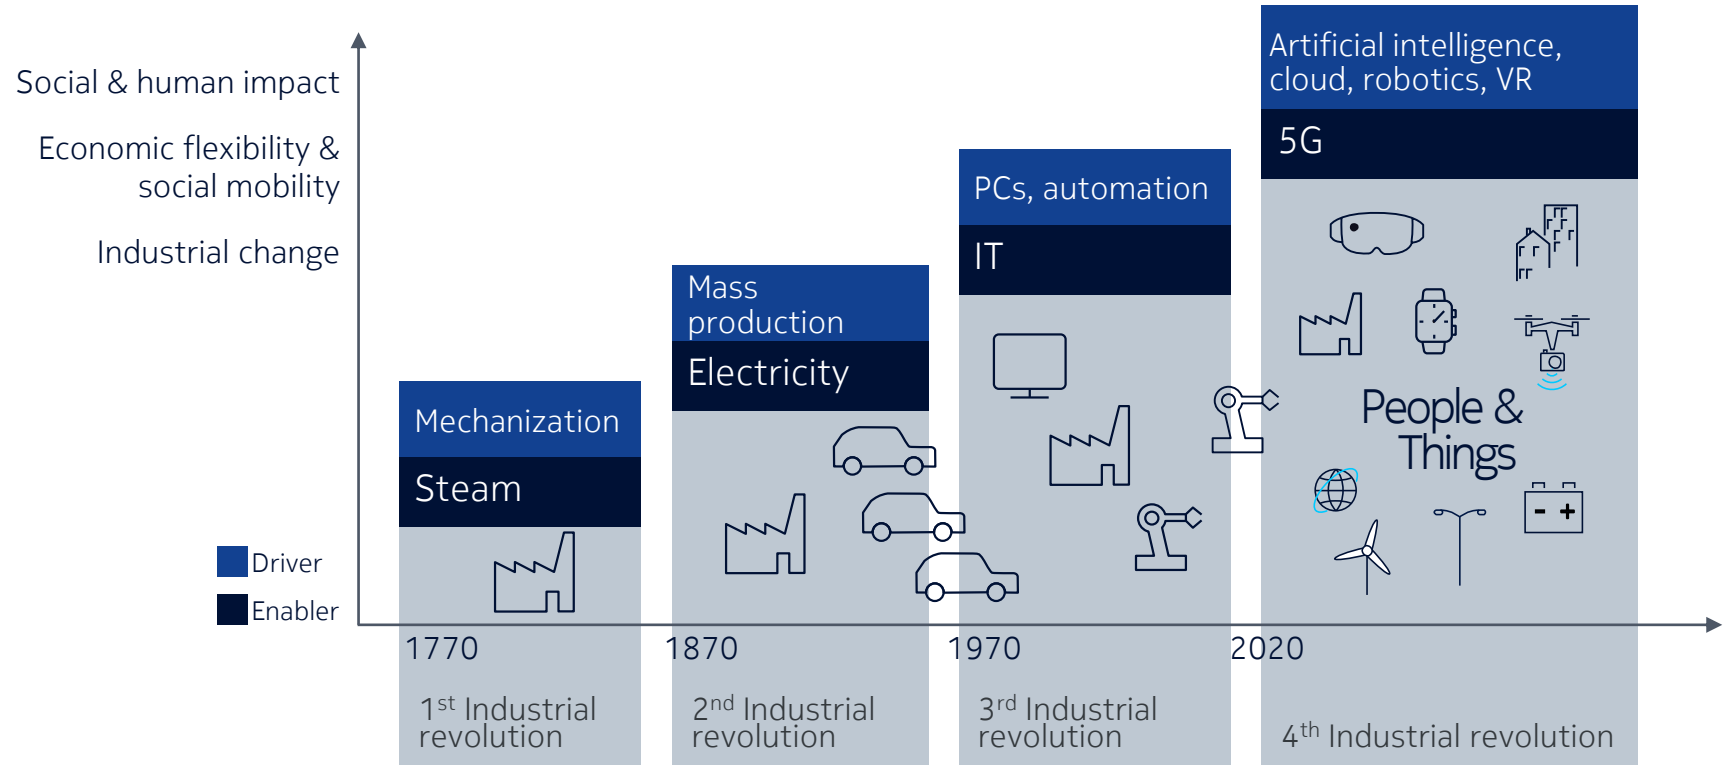 Social & human impact
Economic flexibility &
social mobility
Industrial change
Driver
Enabler
Mechanization
Steam
1770
1st Industrial
revolution
Mass
production
Electricity
1870
2nd Industrial
revolution
PCs, automation
IT
1970
3rd Industrial
revolution
Artificial intelligence,
cloud, robotics, VR
5G
People &
Things
- +
2020
4th Industrial revolution